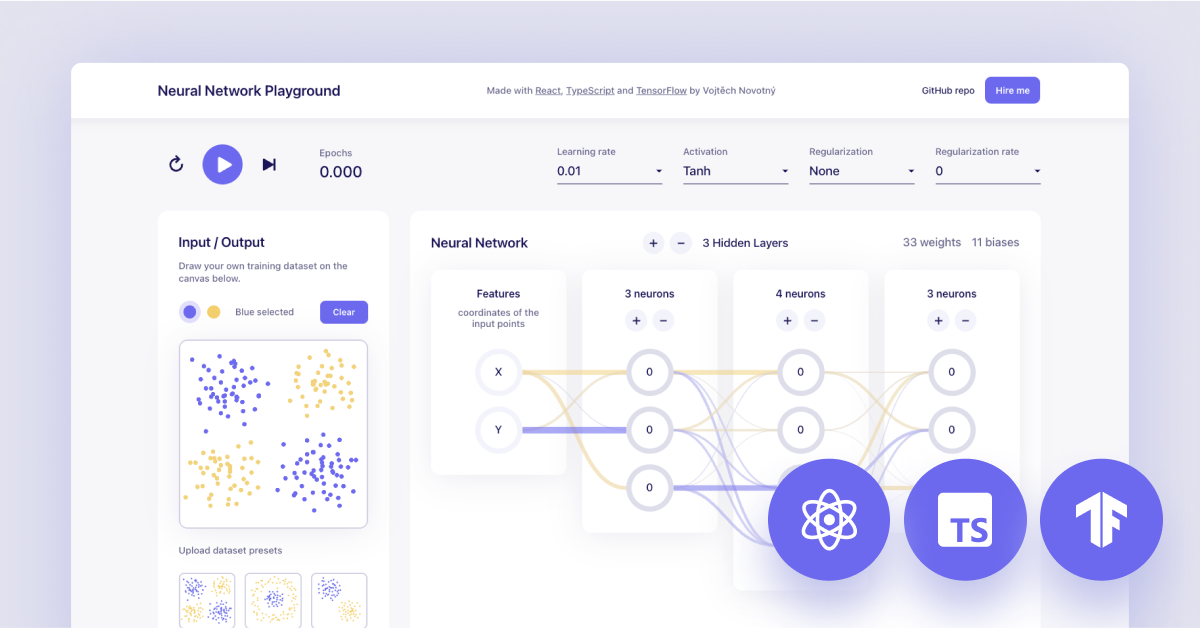 Neural Network Playground
Made with React, TypeScript and TensorFlow by Vojtěch Novotný
GitHub repo
Hire me
Epochs
0.000
Learning rate
0.01
Activation
Tanh
Regularization
None
Regularization rate
0
Input / Output
Draw your own training dataset on the
canvas below.
Blue selected
Clear
Upload dataset presets
Neural Network
+
−
3 Hidden Layers
33 weights
11 biases
Features
coordinates of the
input points
X
Y
3 neurons
+ −
0
0
0
4 neurons
+ −
0
0
3 neurons
+ −
0
0
TS